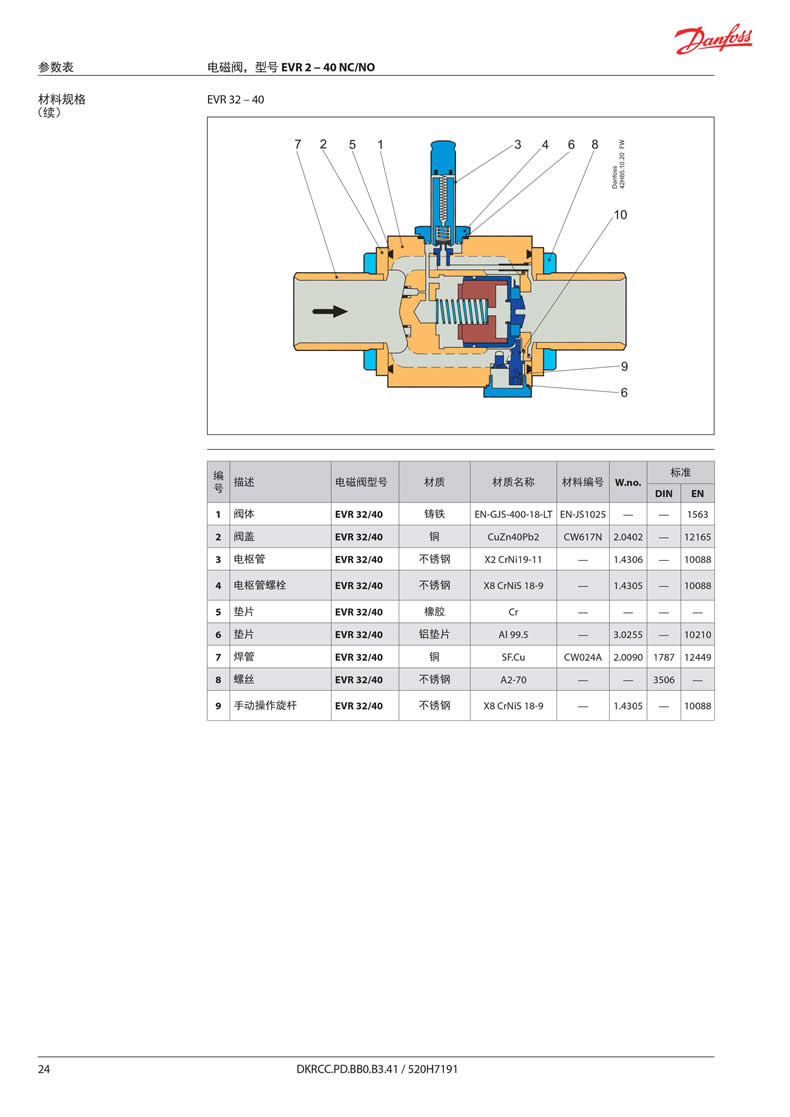 Danfoss
参数表
电磁阀，型号 EVR 2 – 40 NC/NO
材料规格
（续）
EVR 32 – 40
7 2 5 1 3 4 6 8
Danfoss
42H85.10.20 FW
10
9
6
编号 描述 电磁阀型号 材质 材质名称 材料编号 W.no. 标准
DIN EN
1 阀体 EVR 32/40 铸铁 EN-GJS-400-18-LT EN-JS1025 — — 1563
2 阀盖 EVR 32/40 铜 CuZn40Pb2 CW617N 2.0402 — 12165
3 电枢管 EVR 32/40 不锈钢 X2 CrNi19-11 — 1.4306 — 10088
4 电枢管螺栓 EVR 32/40 不锈钢 X8 CrNiS 18-9 — 1.4305 — 10088
5 垫片 EVR 32/40 橡胶 Cr — — — —
6 垫片 EVR 32/40 铝垫片 Al 99.5 — 3.0255 — 10210
7 焊管 EVR 32/40 铜 SF.Cu CW024A 2.0090 1787 12449
8 螺丝 EVR 32/40 不锈钢 A2-70 — — 3506 —
9 手动操作旋杆 EVR 32/40 不锈钢 X8 CrNiS 18-9 — 1.4305 — 10088
24
DKRCC.PD.BB0.B3.41 / 520H7191